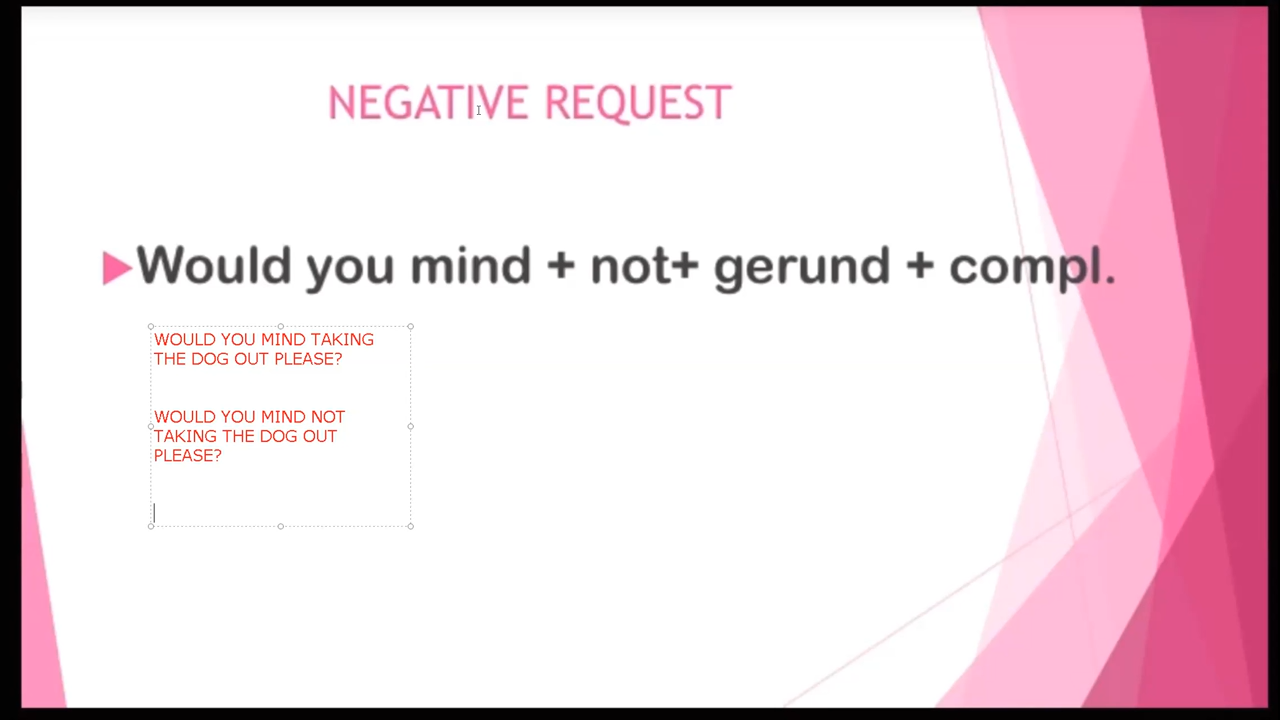 NEGATIVE REQUEST
Would you mind + not+ gerund + compl.
WOULD YOU MIND TAKING
THE DOG OUT PLEASE?
WOULD YOU MIND NOT
TAKING THE DOG OUT
PLEASE?